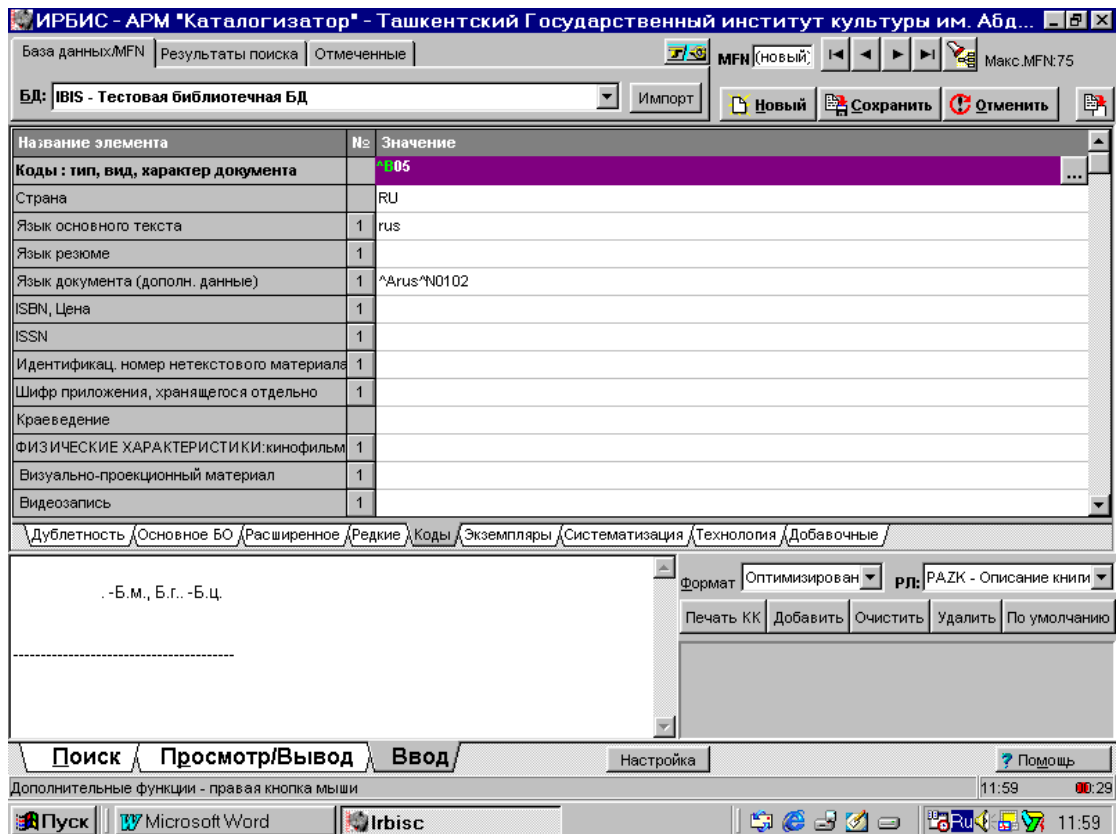 ИРБИС - АРМ "Каталогизатор" - Ташкентский Государственный институт культуры им. Абд...
База данных/MFN Результаты поиска Отмеченные MFN (новый) Макс.MFN:75
БД: IBIS - Тестовая библиотечная БД Импорт Новый Сохранить Отменить
Название элемента № Значение
Коды : тип, вид, характер документа ^B05 ...
Страна RU
Язык основного текста 1 rus
Язык резюме 1
Язык документа (дополн. данные) 1 ^Arus^N0102
ISBN, Цена 1
ISSN 1
Идентификац. номер нетекстового материала 1
Шифр приложения, хранящегося отдельно 1
Краеведение
ФИЗИЧЕСКИЕ ХАРАКТЕРИСТИКИ:кинофильм 1
Визуально-проекционный материал 1
Видеозапись 1
Дублетность Основное БО Расширенное Редкие Коды Экземпляры Систематизация Технология Добавочные
Формат Оптимизирован РЛ: PAZK - Описание книги
. -Б.м., Б.г.. -Б.ц.
Печать КК Добавить Очистить Удалить По умолчанию
---------------------------------------
Поиск Просмотр/Вывод Ввод Настройка ? Помощь
Дополнительные функции - правая кнопка мыши 11:59 00:29
Пуск Microsoft Word Irbisc Ru 11:59